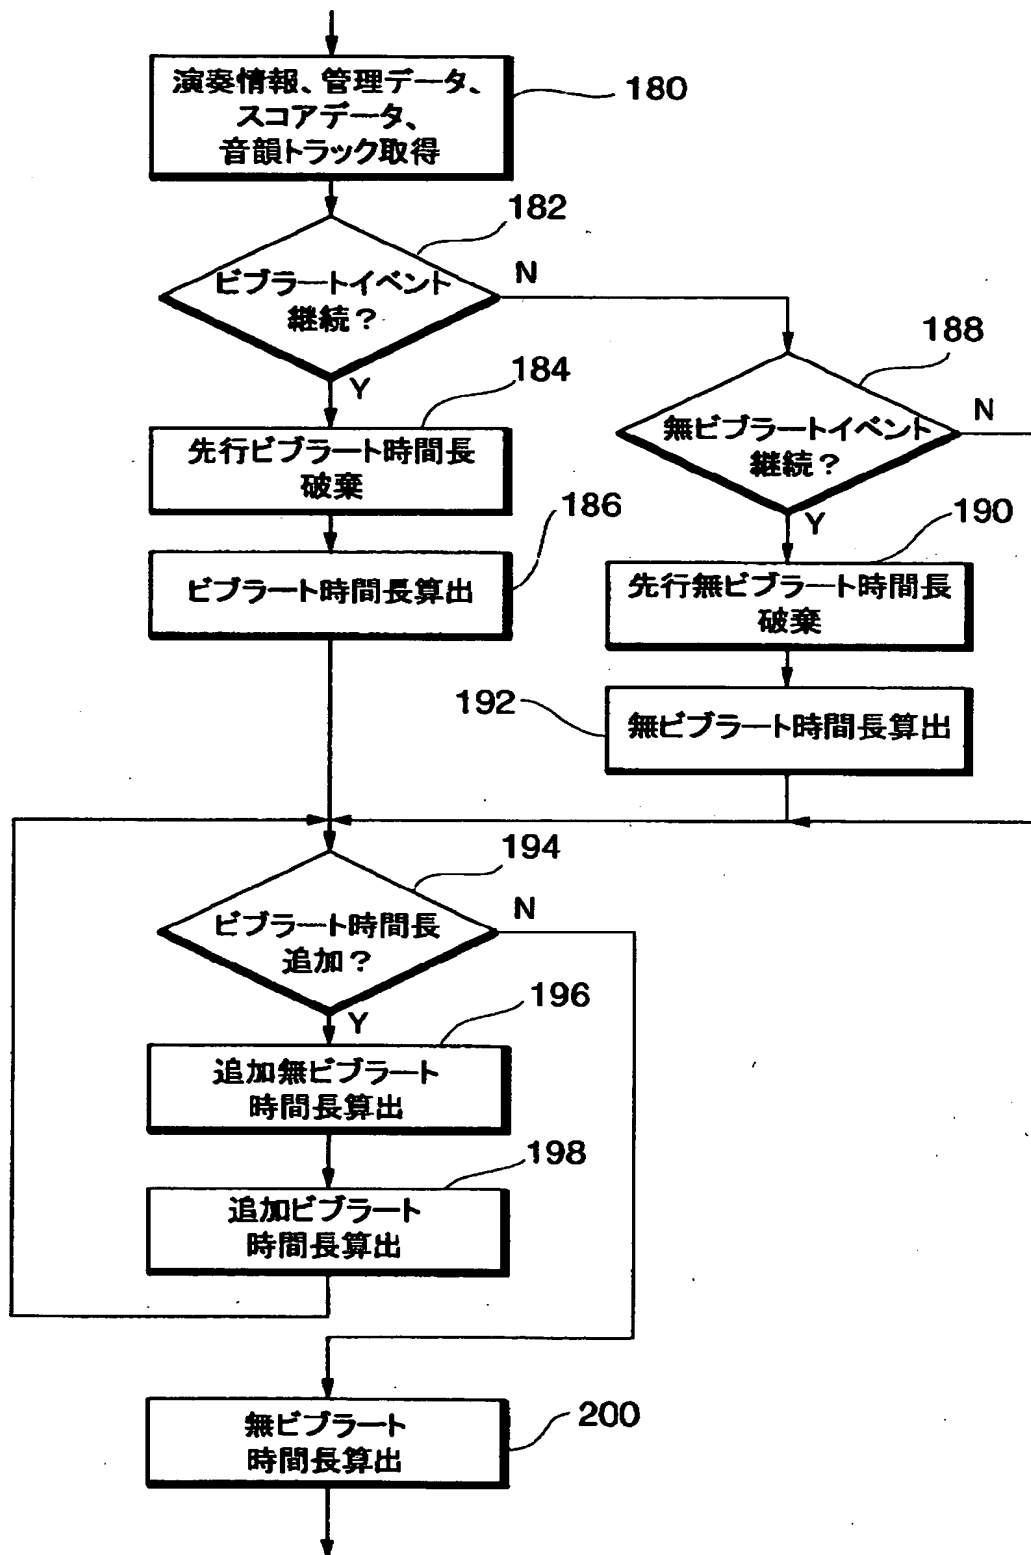 演奏情報、管理データ、
スコアデータ、
音韻トラック取得
180
182
ビブラートイベント
継続？
N
Y
184
188
無ビブラートイベント
継続？
N
Y
先行ビブラート時間長
破棄
186
190
ビブラート時間長算出
先行無ビブラート時間長
破棄
192
無ビブラート時間長算出
194
ビブラート時間長
追加？
N
Y
196
追加無ビブラート
時間長算出
198
追加ビブラート
時間長算出
無ビブラート
時間長算出
200